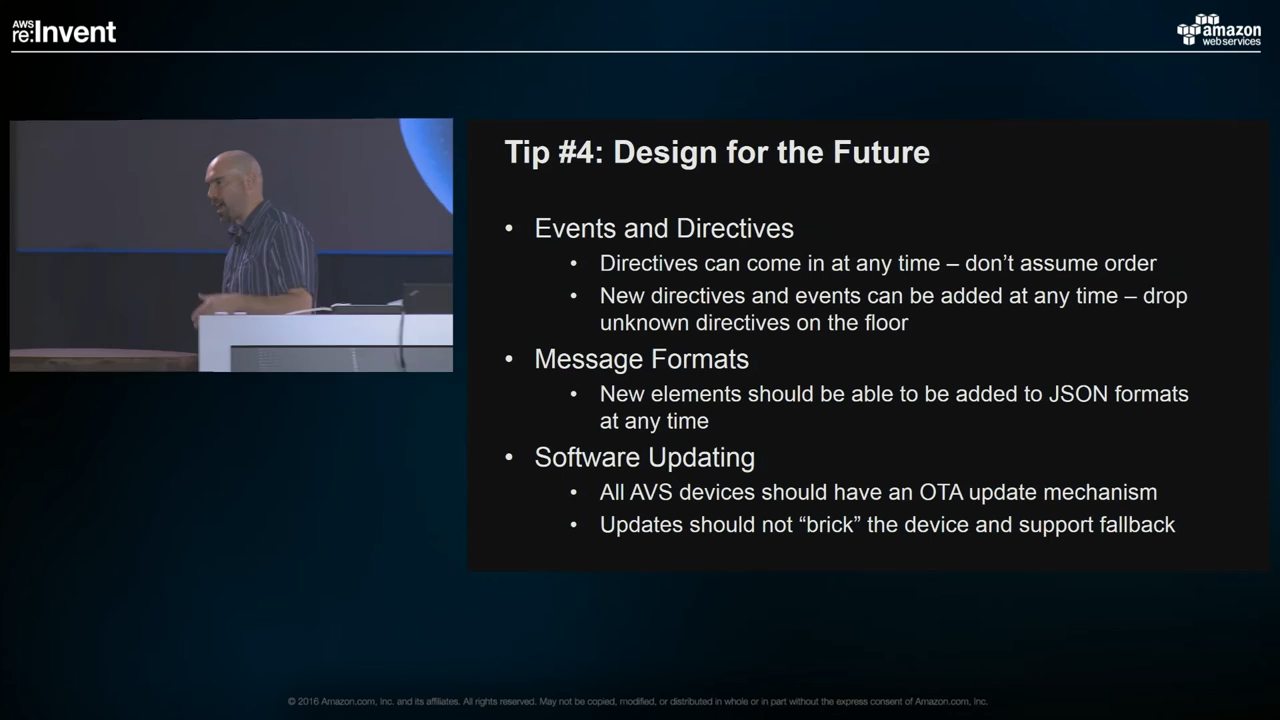 AWS
re:Invent
amazon
web services
Tip #4: Design for the Future
• Events and Directives
• Directives can come in at any time – don’t assume order
• New directives and events can be added at any time – drop
unknown directives on the floor
• Message Formats
• New elements should be able to be added to JSON formats
at any time
• Software Updating
• All AVS devices should have an OTA update mechanism
• Updates should not “brick” the device and support fallback
© 2016 Amazon.com, Inc. and its affiliates. All rights reserved. May not be copied, modified, or distributed in whole or in part without the express consent of Amazon.com, Inc.